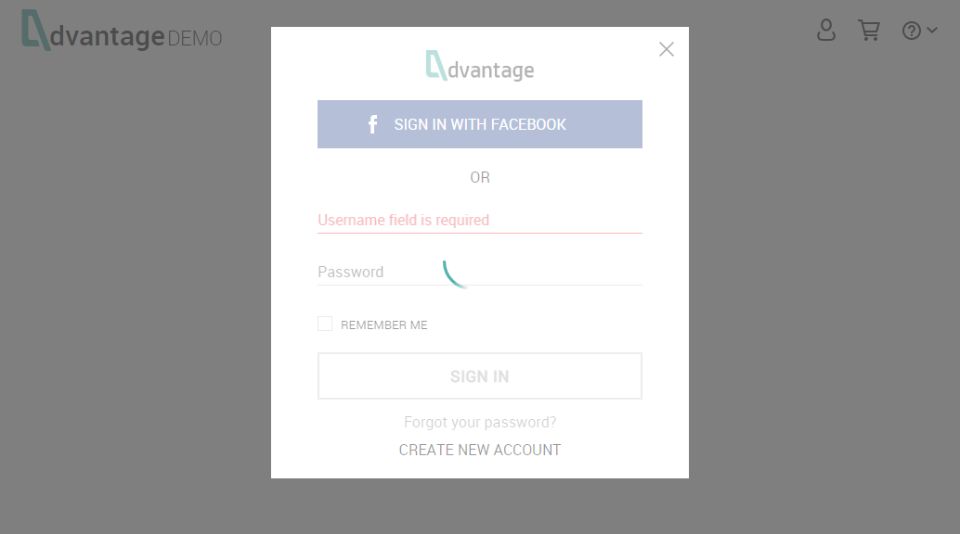 dvantage DEMO
dvantage
f SIGN IN WITH FACEBOOK
OR
Username field is required
Password
REMEMBER ME
SIGN IN
Forgot your password?
CREATE NEW ACCOUNT